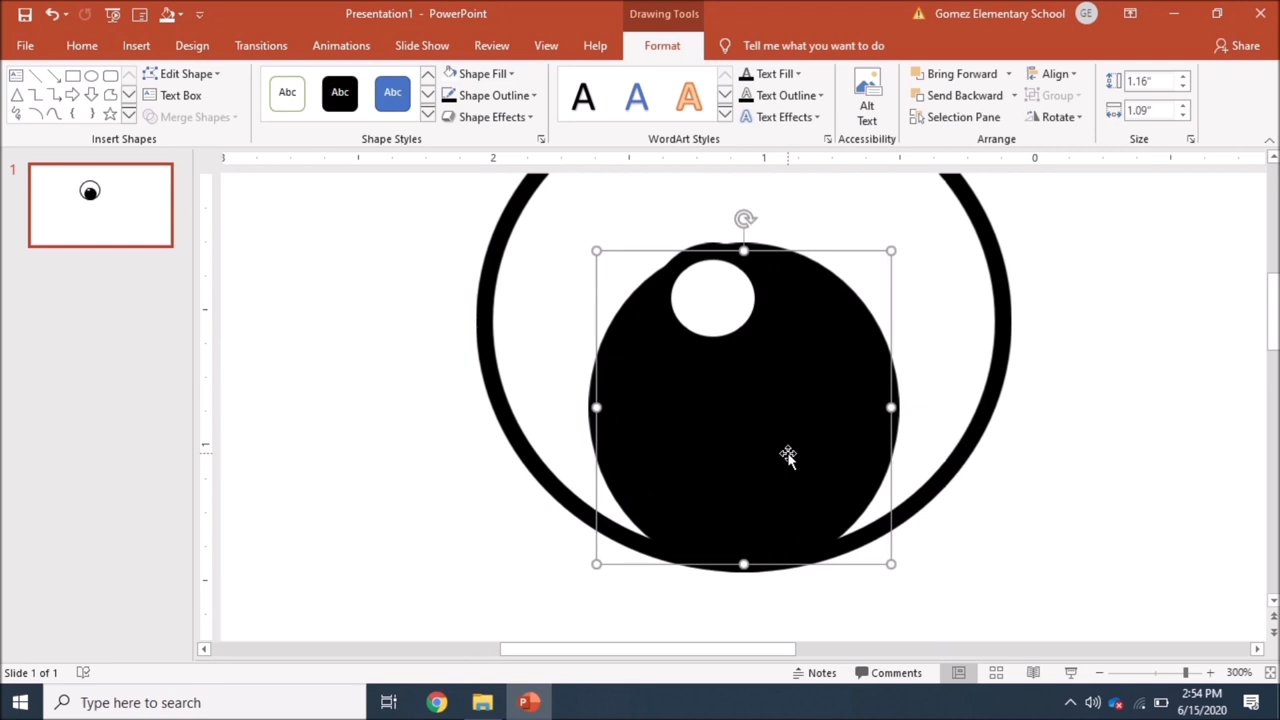 Presentation1 - PowerPoint
Drawing Tools
Gomez Elementary School
GE
File
Home
Insert
Design
Transitions
Animations
Slide Show
Review
View
Help
Format
Tell me what you want to do
Share
Edit Shape
Text Box
Merge Shapes
Insert Shapes
Abc
Abc
Abc
Shape Fill
Shape Outline
Shape Effects
Shape Styles
A
A
A
Text Fill
Text Outline
Text Effects
WordArt Styles
Alt
Text
Accessibility
Bring Forward
Send Backward
Selection Pane
Align
Group
Rotate
Arrange
1.16"
1.09"
Size
3
2
1
0
1
1
Slide 1 of 1
Notes
Comments
300%
Type here to search
2:54 PM
6/15/2020